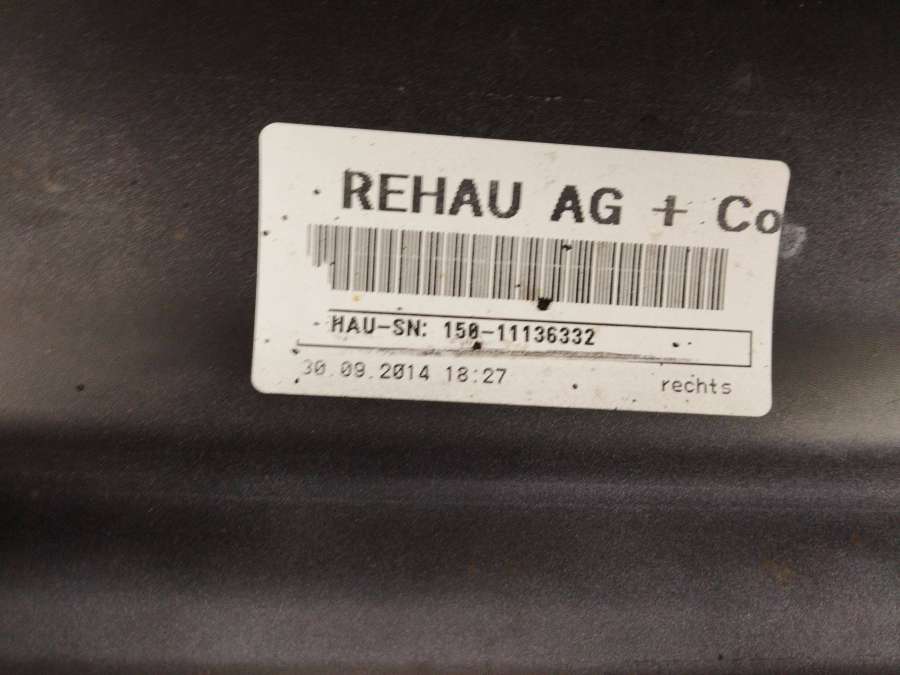 REHAU AG + Co
HAU-SN: 150-11136332
30.09.2014 18:27
rechts